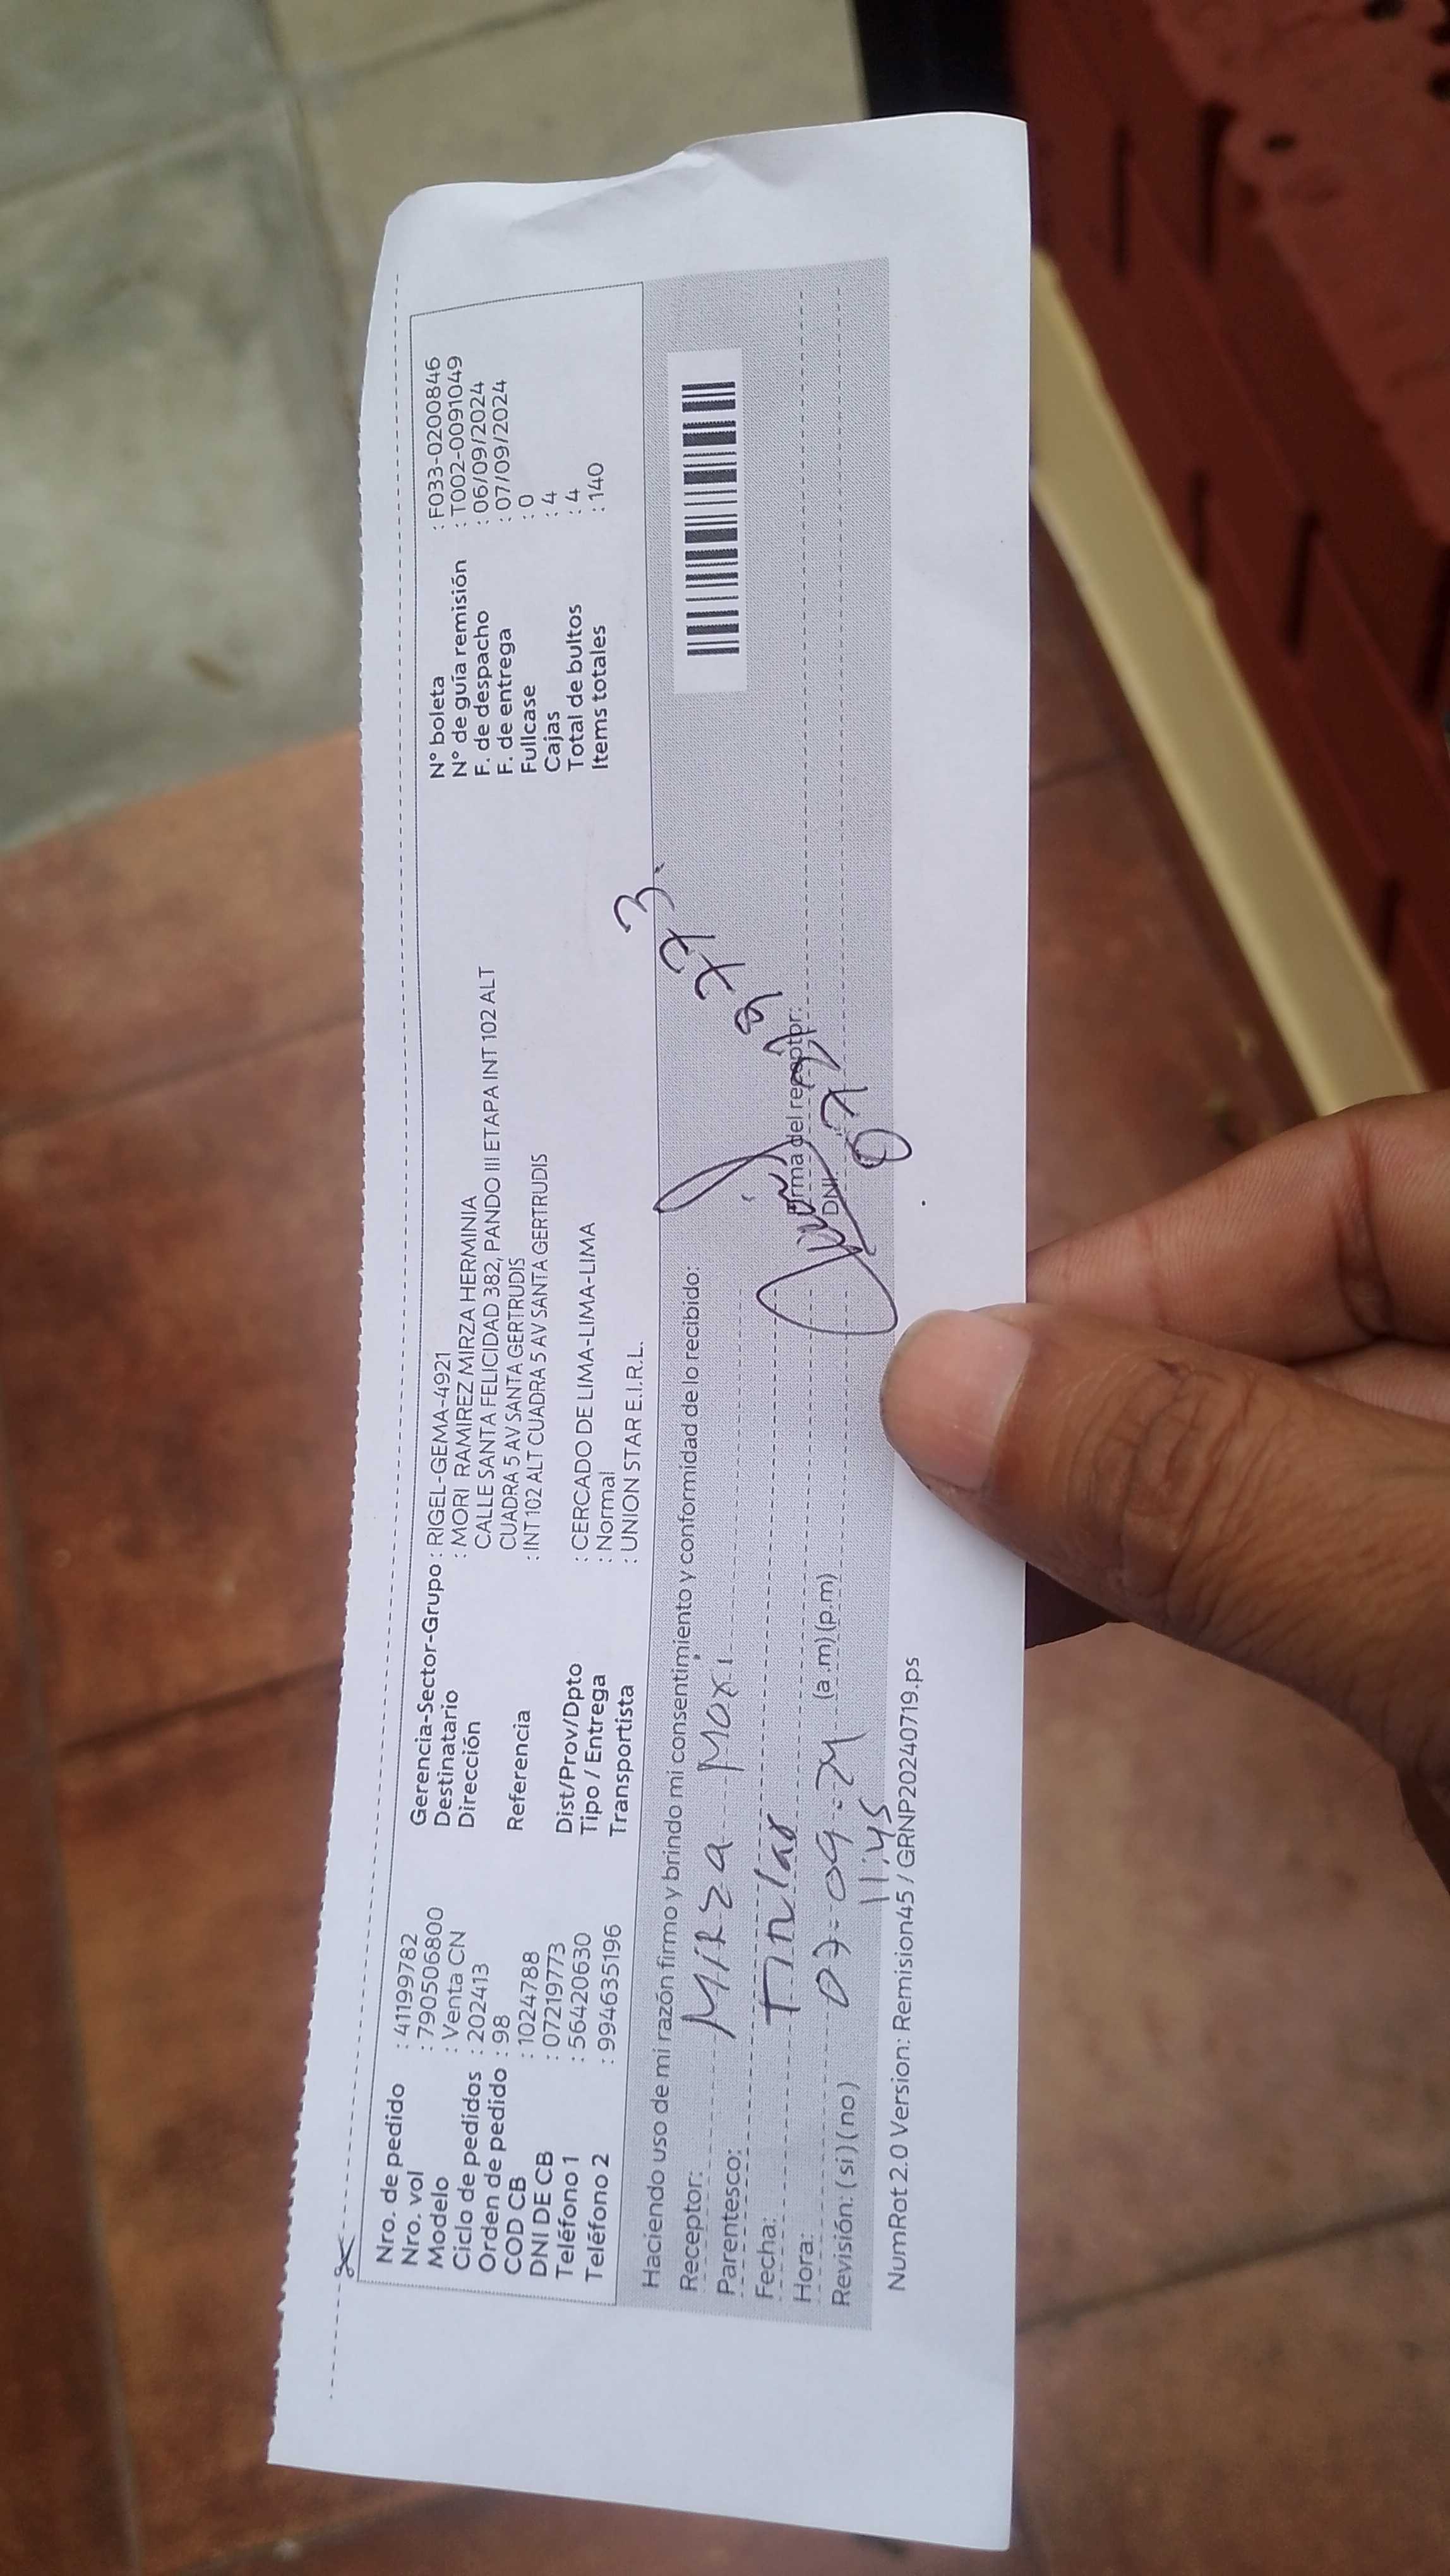 Nro. de pedido : 41199782
Nro. vol : 790506800
Modelo : Venta CN
Ciclo de pedidos : 202413
Orden de pedido : 98
COD CB : 1024788
DNI DE CB : 07219773
Teléfono 1 : 56420630
Teléfono 2 : 994635196
Gerencia-Sector-Grupo : RIGEL-GEMA-4921
Destinatario : MORI RAMIREZ MIRZA HERMINIA
Dirección CALLE SANTA FELICIDAD 382, PANDO III ETAPA INT 102 ALT
CUADRA 5 AV SANTA GERTRUDIS
Referencia : INT 102 ALT CUADRA 5 AV SANTA GERTRUDIS
Dist/Prov/Dpto : CERCADO DE LIMA-LIMA-LIMA
Tipo / Entrega : Normal
Transportista : UNION STAR E.I.R.L.
N° boleta : F033-0200846
N° de guía remisión : T002-0091049
F. de despacho : 06/09/2024
F. de entrega : 07/09/2024
Fullcase : 0
Cajas : 4
Total de bultos : 4
Items totales : 140
Haciendo uso de mi razón firmo y brindo mi consentimiento y conformidad de lo recibido:
Receptor: Mirza Mori
Parentesco: Titular
Fecha: 07-09-24
Hora: 11:45 (a.m) (p.m)
Revisión: (si) (no)
Firma del receptor:
DNI: 07219773
NumRot 2.0 Version: Remision45 / GRNP20240719.ps